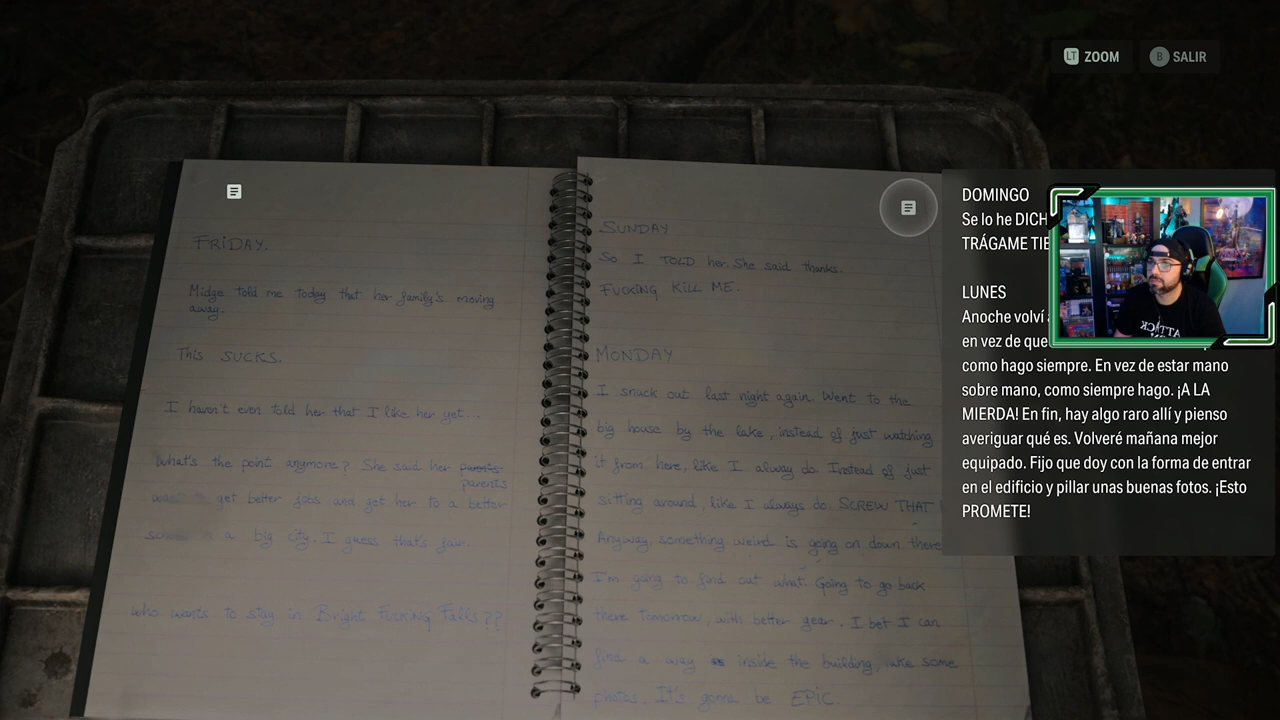 LT ZOOM
B SALIR
FRiDAY.
Midge told me today that her family's moving
away.
This SUCKS.
I haven't even told her that I like her yet...
what's the point anymore? She said her parents
parents
get better jobs and get her to a better
a big city. I guess that's fair.
who wants to stay in Bright FUCKING Falls??
SUNDAY
So I TOLD her. She said thanks.
FUCKING KILL ME.
MONDAY
I snuck out last night again. Went to the
big house by the lake, instead of just watching
it from here, like I alway do. Instead of just
sitting around, like I always do. SCREW THAT
Anyway, something weird is going on down there
I'm going to find out what. Going to go back
there Tomorrow, with better gear. I bet I can
find a way inside the building, take some
photos. It's gonna be EPIC.
DOMINGO
Se lo he DICH
TRÁGAME TIE
LUNES
Anoche volví
en vez de que
como hago siempre. En vez de estar mano
sobre mano, como siempre hago. ¡A LA
MIERDA! En fin, hay algo raro allí y pienso
averiguar qué es. Volveré mañana mejor
equipado. Fijo que doy con la forma de entrar
en el edificio y pillar unas buenas fotos. ¡Esto
PROMETE!
ATTACK